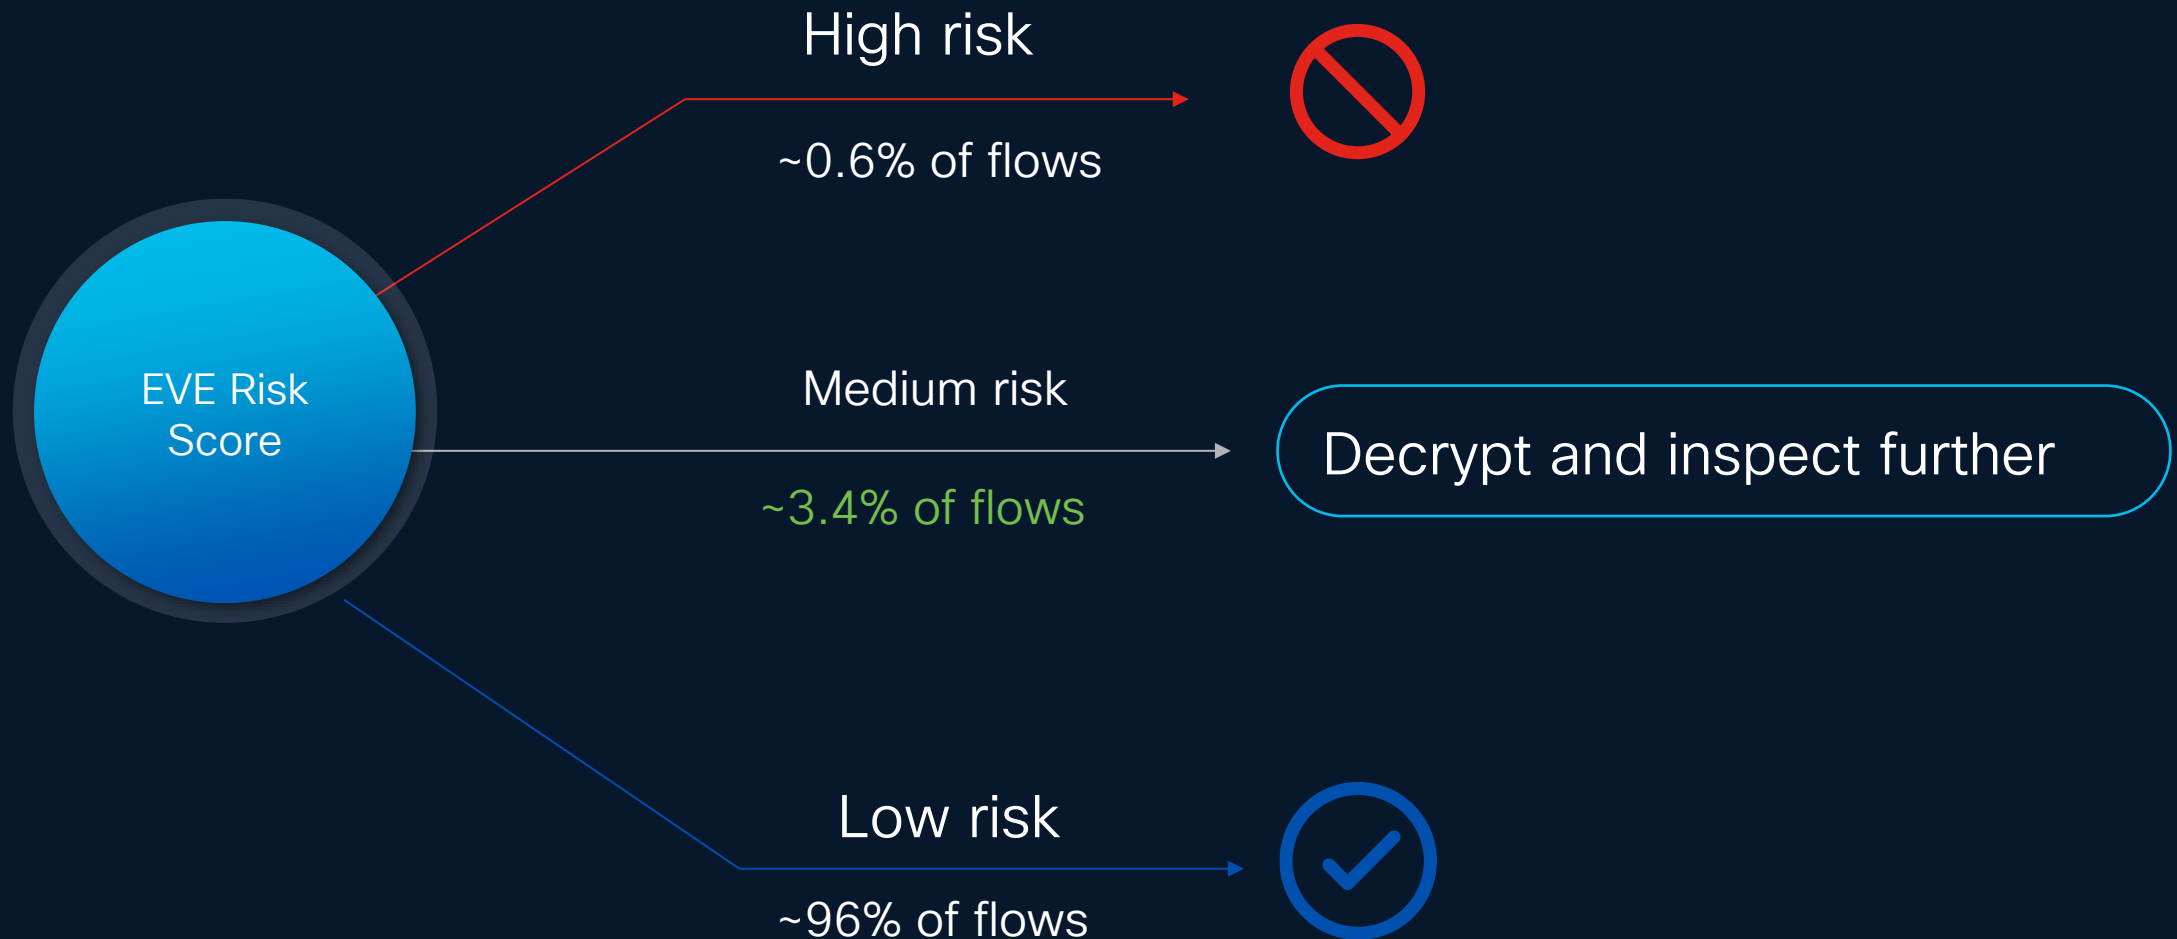 High risk
~0.6% of flows
EVE Risk
Score
Medium risk
~3.4% of flows
Decrypt and inspect further
Low risk
~96% of flows